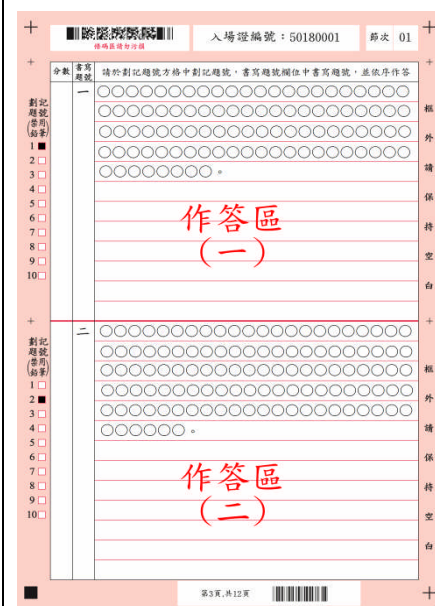 條碼區請勿污損
入場證編號：50180001
節次 01
分數
書寫題號
請於劃記題號方格中劃記題號，書寫題號欄位中書寫題號，並依序作答
劃記題號
(禁用鉛筆)
1■
2□
3□
4□
5□
6□
7□
8□
9□
10□
一
○○○○○○○○○○○○○○○○○○
○○○○○○○○○○○○○○○○○○
○○○○○○○○○○○○○○○○○○
○○○○○○○○○○○○○○○○○○
○○○○○○○○。
作答區
(一)
框外請保持空白
劃記題號
(禁用鉛筆)
1□
2■
3□
4□
5□
6□
7□
8□
9□
10□
二
○○○○○○○○○○○○○○○○○○
○○○○○○○○○○○○○○○○○○
○○○○○○○○○○○○○○○○○○
○○○○○○○○○○○○○○○○○○
○○○○○○○○○○○○○○○○○○
○○○○○○。
作答區
(二)
框外請保持空白
第3頁,共12頁